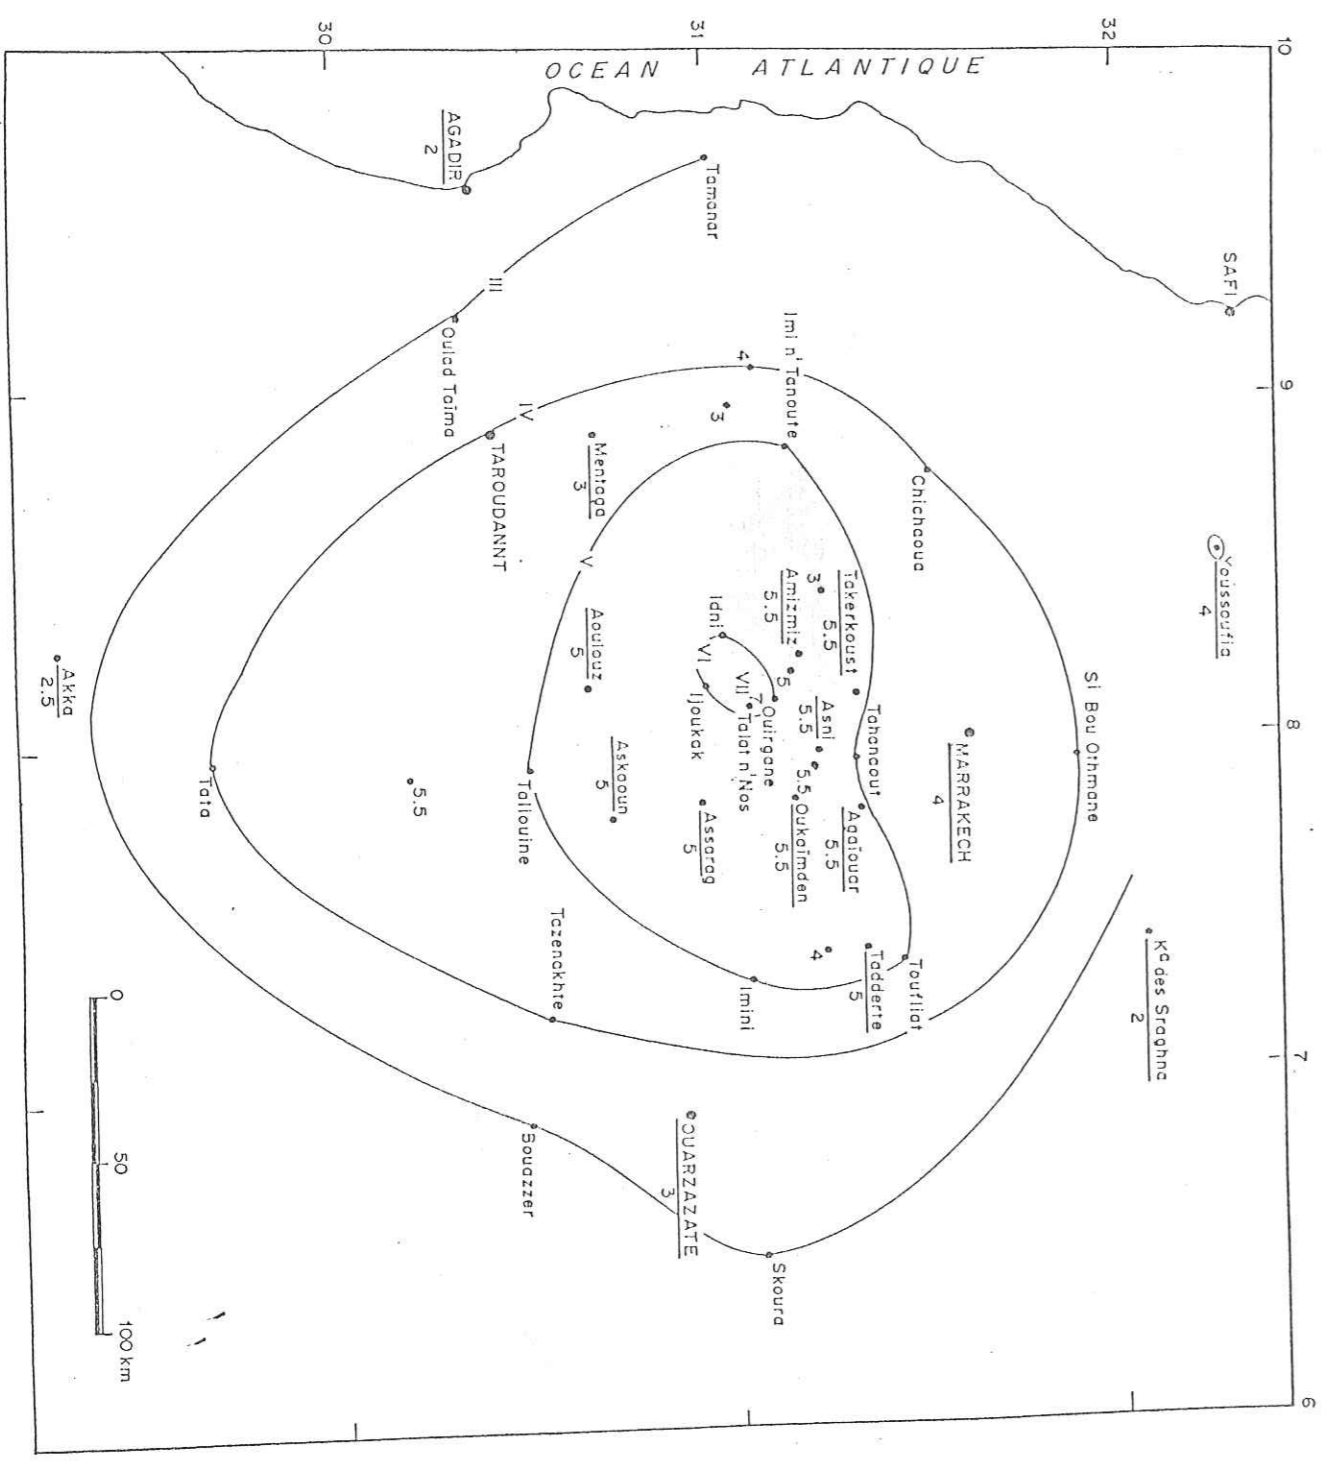 10
9
8
7
6
32
31
30
OCEAN ATLANTIQUE
SAFI
Youssoufia
4
Si Bou Othmane
Kᵃ des Sraghna
2
Chichaoua
MARRAKECH
4
Tamanar
Imi n' Tanoute
4
3
Takerkoust
5.5
3
Amizmiz
5.5
5
Tahanaout
Asni
5.5
5.5
Agaïouar
5.5
Oukaïmden
5.5
Toufliat
Tadderte
5
4
Ouirgane
7
VII
Talat n' Nos
Idni
VI
Ijoukak
Assarag
5
Imini
Skoura
OUARZAZATE
3
AGADIR
2
III
Oulad Taïma
IV
TAROUDANNT
Mentaga
3
V
Aoulouz
5
Askaoun
5
Taliouine
Tazenakhte
Bouazzer
5.5
Tata
Akka
2.5
0
50
100 km